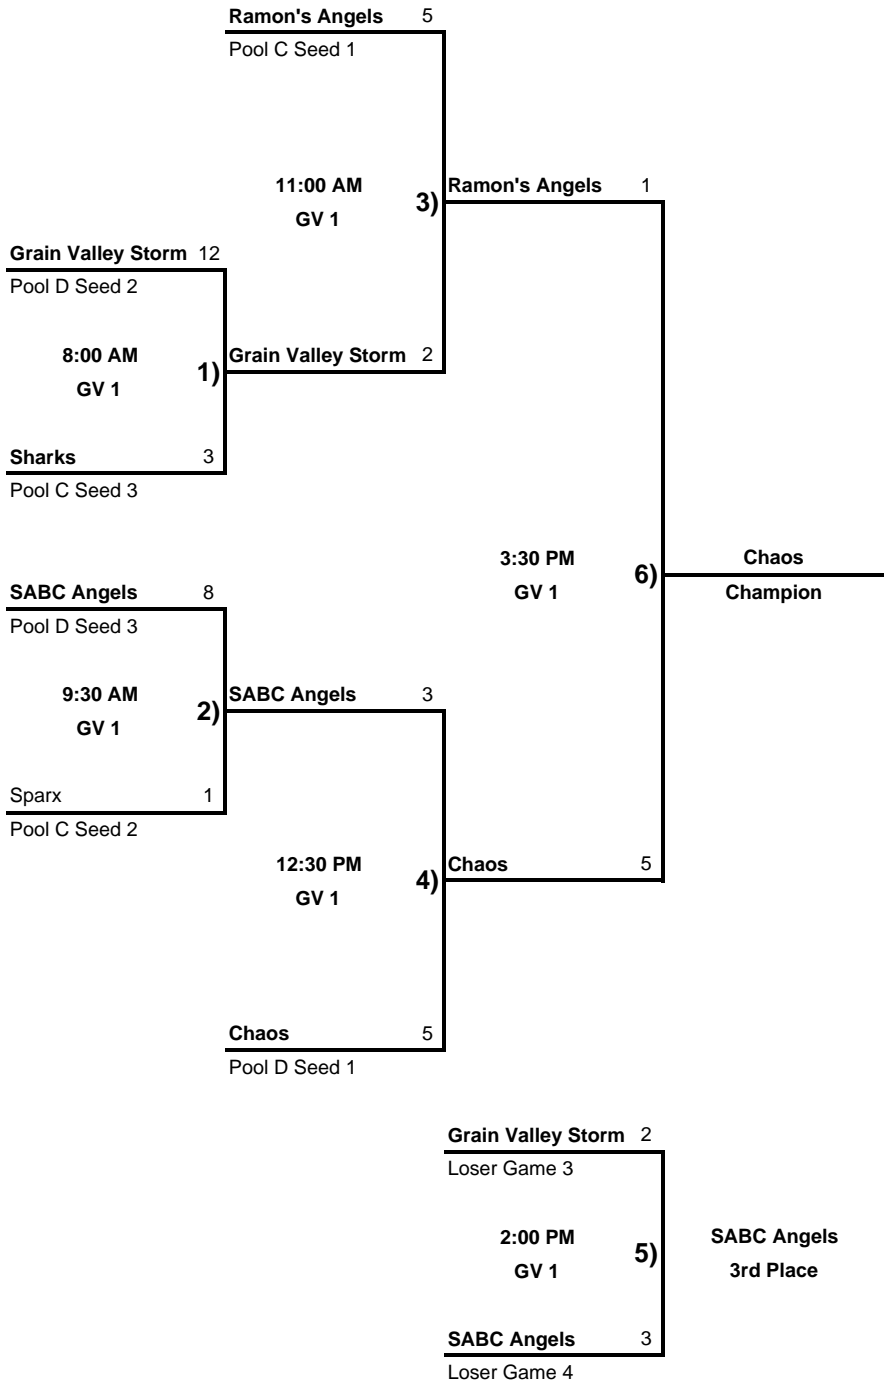 Ramon's Angels 5
Pool C Seed 1
11:00 AM
GV 1
3)
Ramon's Angels 1
Grain Valley Storm 12
Pool D Seed 2
8:00 AM
GV 1
1)
Grain Valley Storm 2
Sharks 3
Pool C Seed 3
3:30 PM
GV 1
6)
Chaos
Champion
SABC Angels 8
Pool D Seed 3
9:30 AM
GV 1
2)
SABC Angels 3
Sparx 1
Pool C Seed 2
12:30 PM
GV 1
4)
Chaos 5
Chaos 5
Pool D Seed 1
Grain Valley Storm 2
Loser Game 3
2:00 PM
GV 1
5)
SABC Angels
3rd Place
SABC Angels 3
Loser Game 4